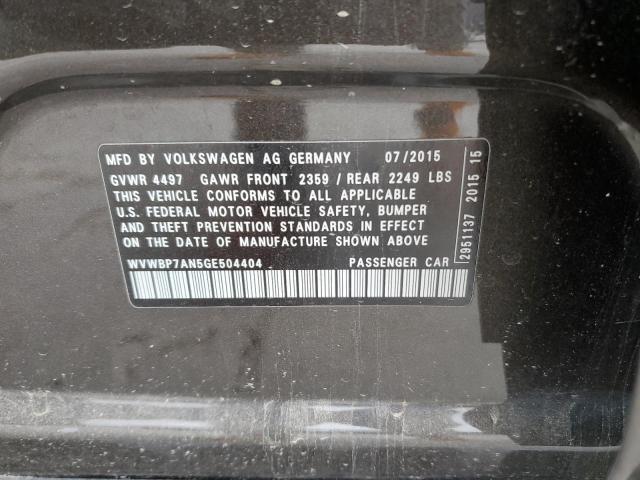 MFD BY VOLKSWAGEN AG GERMANY 07/2015
GVWR 4497 GAWR FRONT 2359 / REAR 2249 LBS
THIS VEHICLE CONFORMS TO ALL APPLICABLE
U.S. FEDERAL MOTOR VEHICLE SAFETY, BUMPER
AND THEFT PREVENTION STANDARDS IN EFFECT
ON THE DATE OF MANUFACTURE SHOWN ABOVE
WVWBP7AN5GE504404 PASSENGER CAR
2951137 2015 15